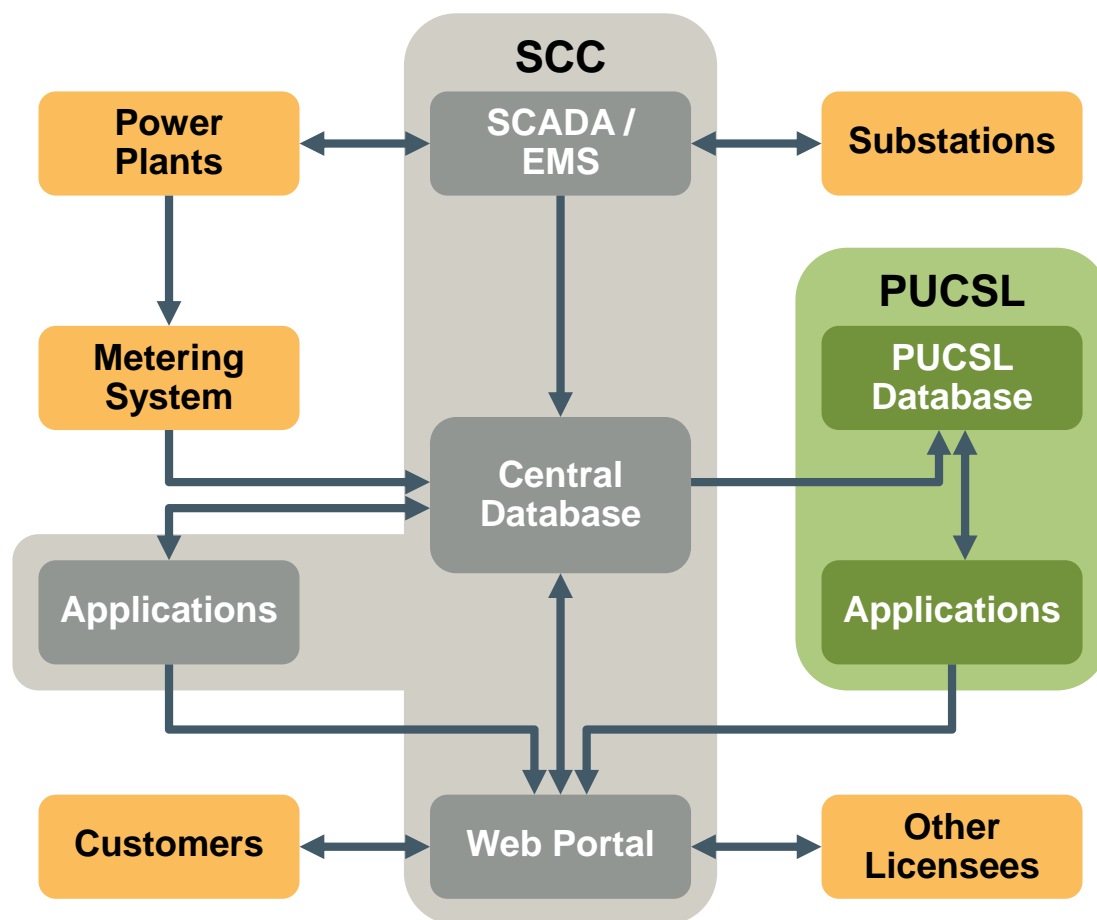 SCC
Power
Plants
SCADA /
EMS
Substations
PUCSL
Metering
System
PUCSL
Database
Central
Database
Applications
Applications
Customers
Web Portal
Other
Licensees